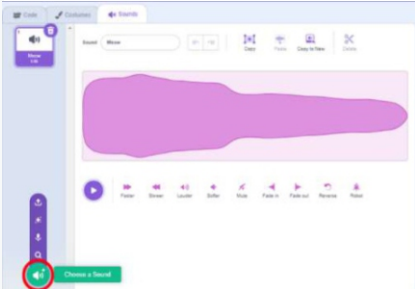 Code Costumes Sounds
Sound Meow
Copy Paste Copy to New Delete
Meow
Faster Slower Louder Softer Mute Fade in Fade out Reverse Robot
Choose a Sound